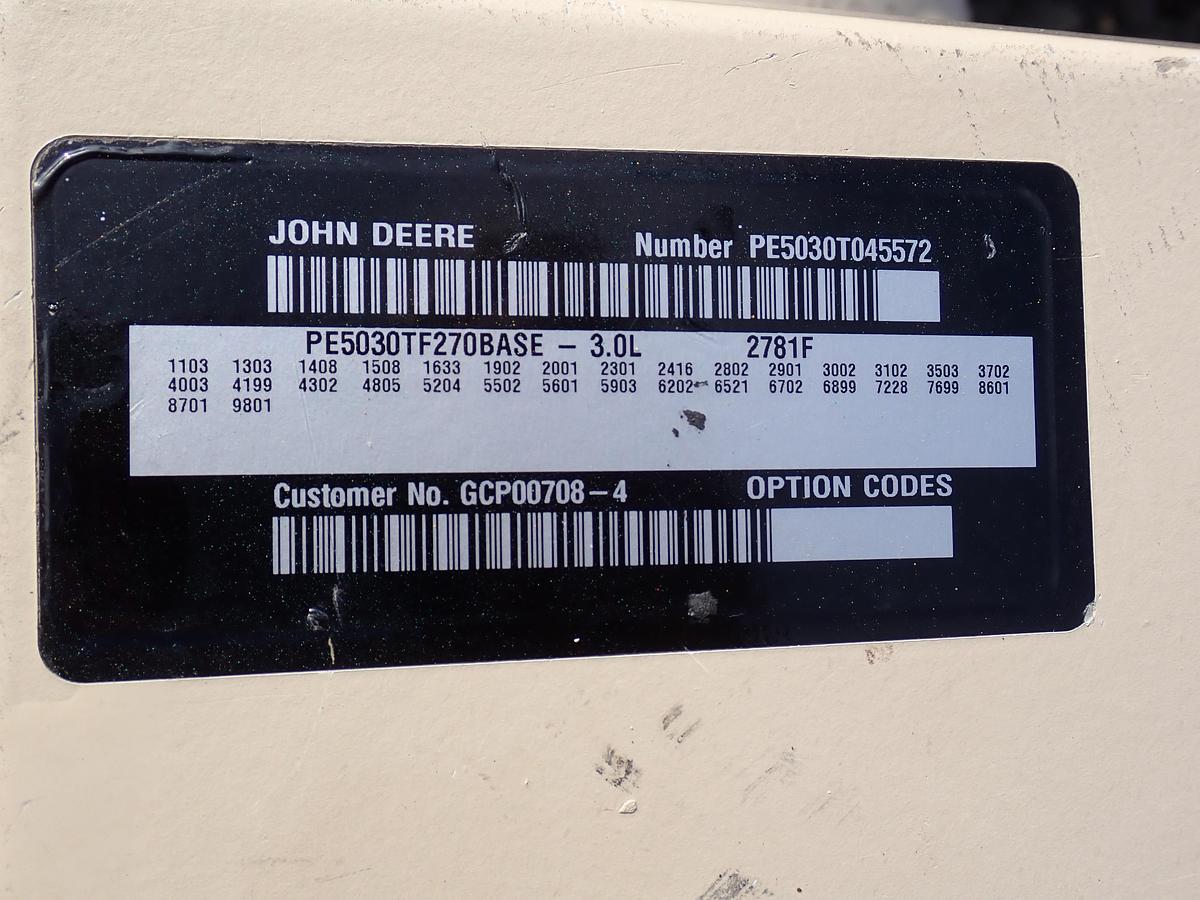 JOHN DEERE Number PE5030T045572
PE5030TF270BASE – 3.0L 2781F
1103 1303 1408 1508 1633 1902 2001 2301 2416 2802 2901 3002 3102 3503 3702
4003 4199 4302 4805 5204 5502 5601 5903 6202 6521 6702 6899 7228 7699 8601
8701 9801
Customer No. GCP00708–4 OPTION CODES